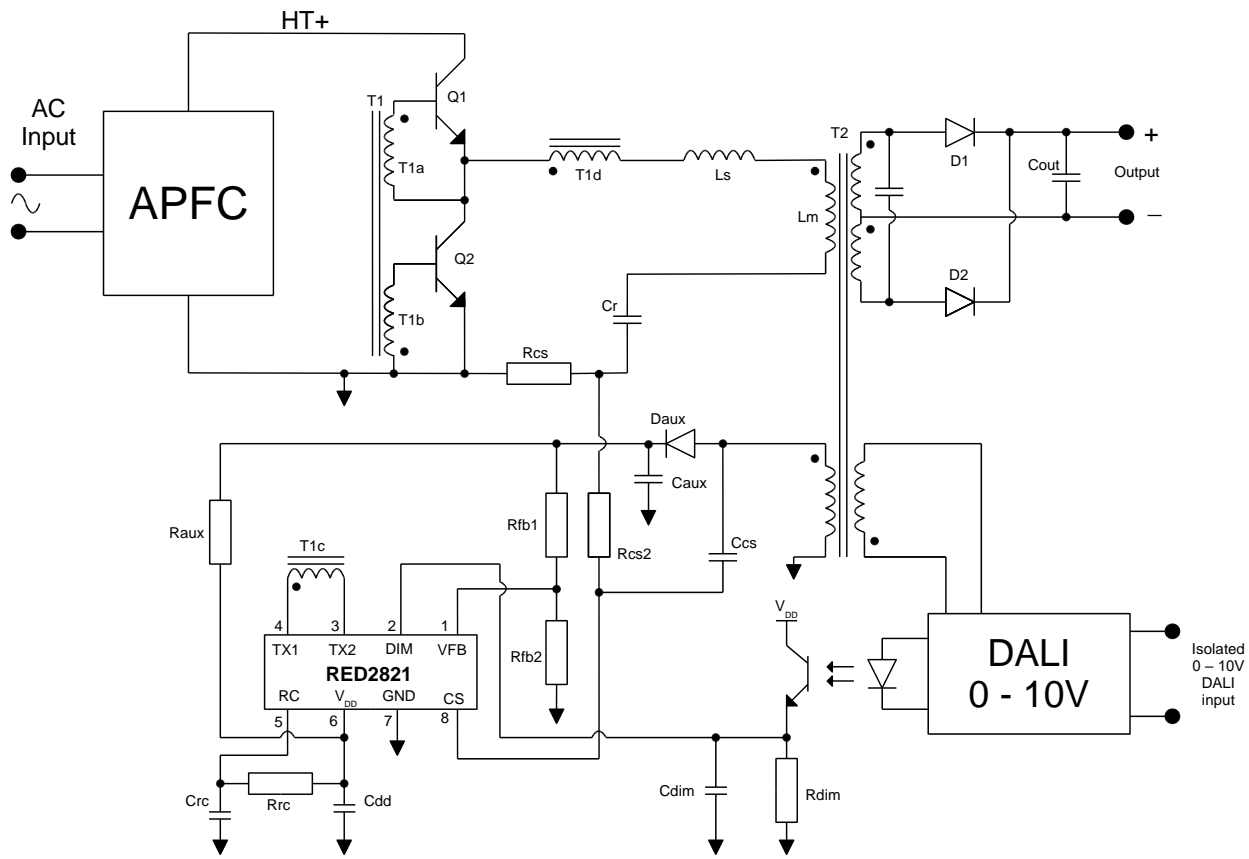 HT+
AC
Input
APFC
T1
Q1
T1a
Q2
T1b
T1d
Ls
T2
Lm
D1
Cout
+
Output
–
D2
Cr
Rcs
Daux
Caux
Raux
T1c
Rfb1
Rcs2
Ccs
4 3 2 1
TX1 TX2 DIM VFB
RED2821
RC VDD GND CS
5 6 7 8
Rfb2
VDD
DALI
0 - 10V
Isolated
0 – 10V
DALI
input
Crc
Rrc
Cdd
Cdim
Rdim